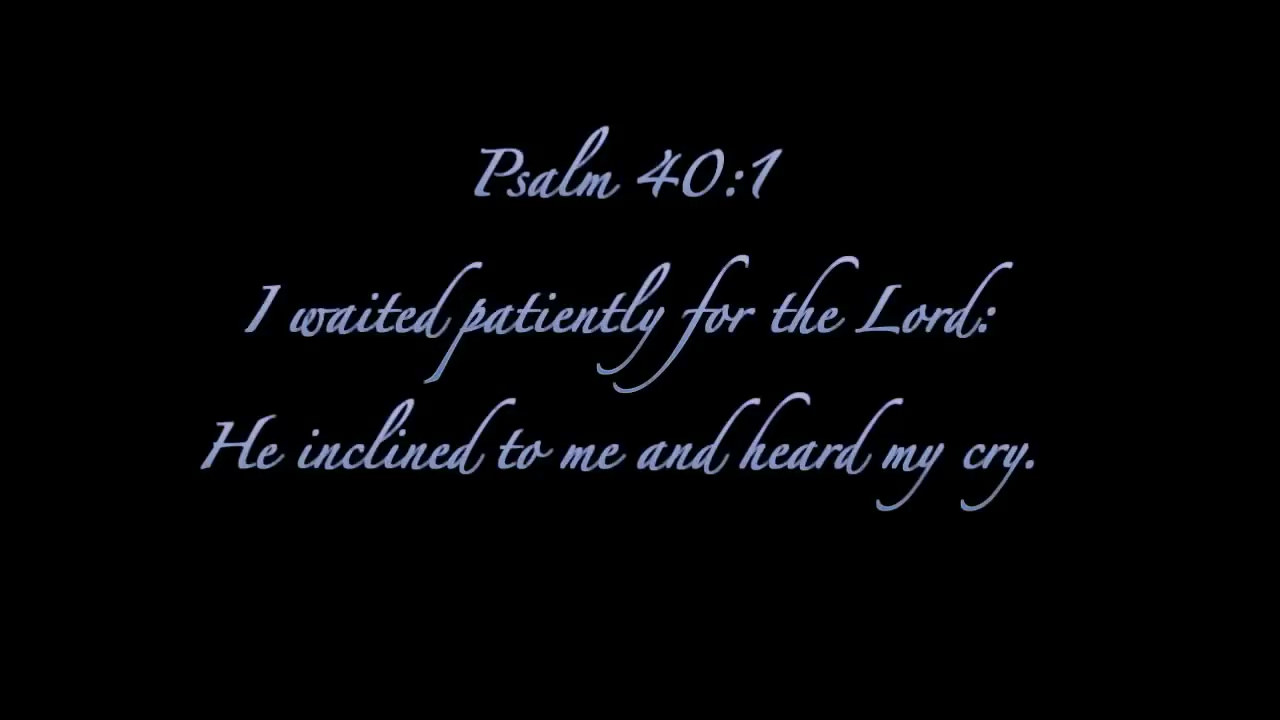 Psalm 40:1
I waited patiently for the Lord:
He inclined to me and heard my cry.